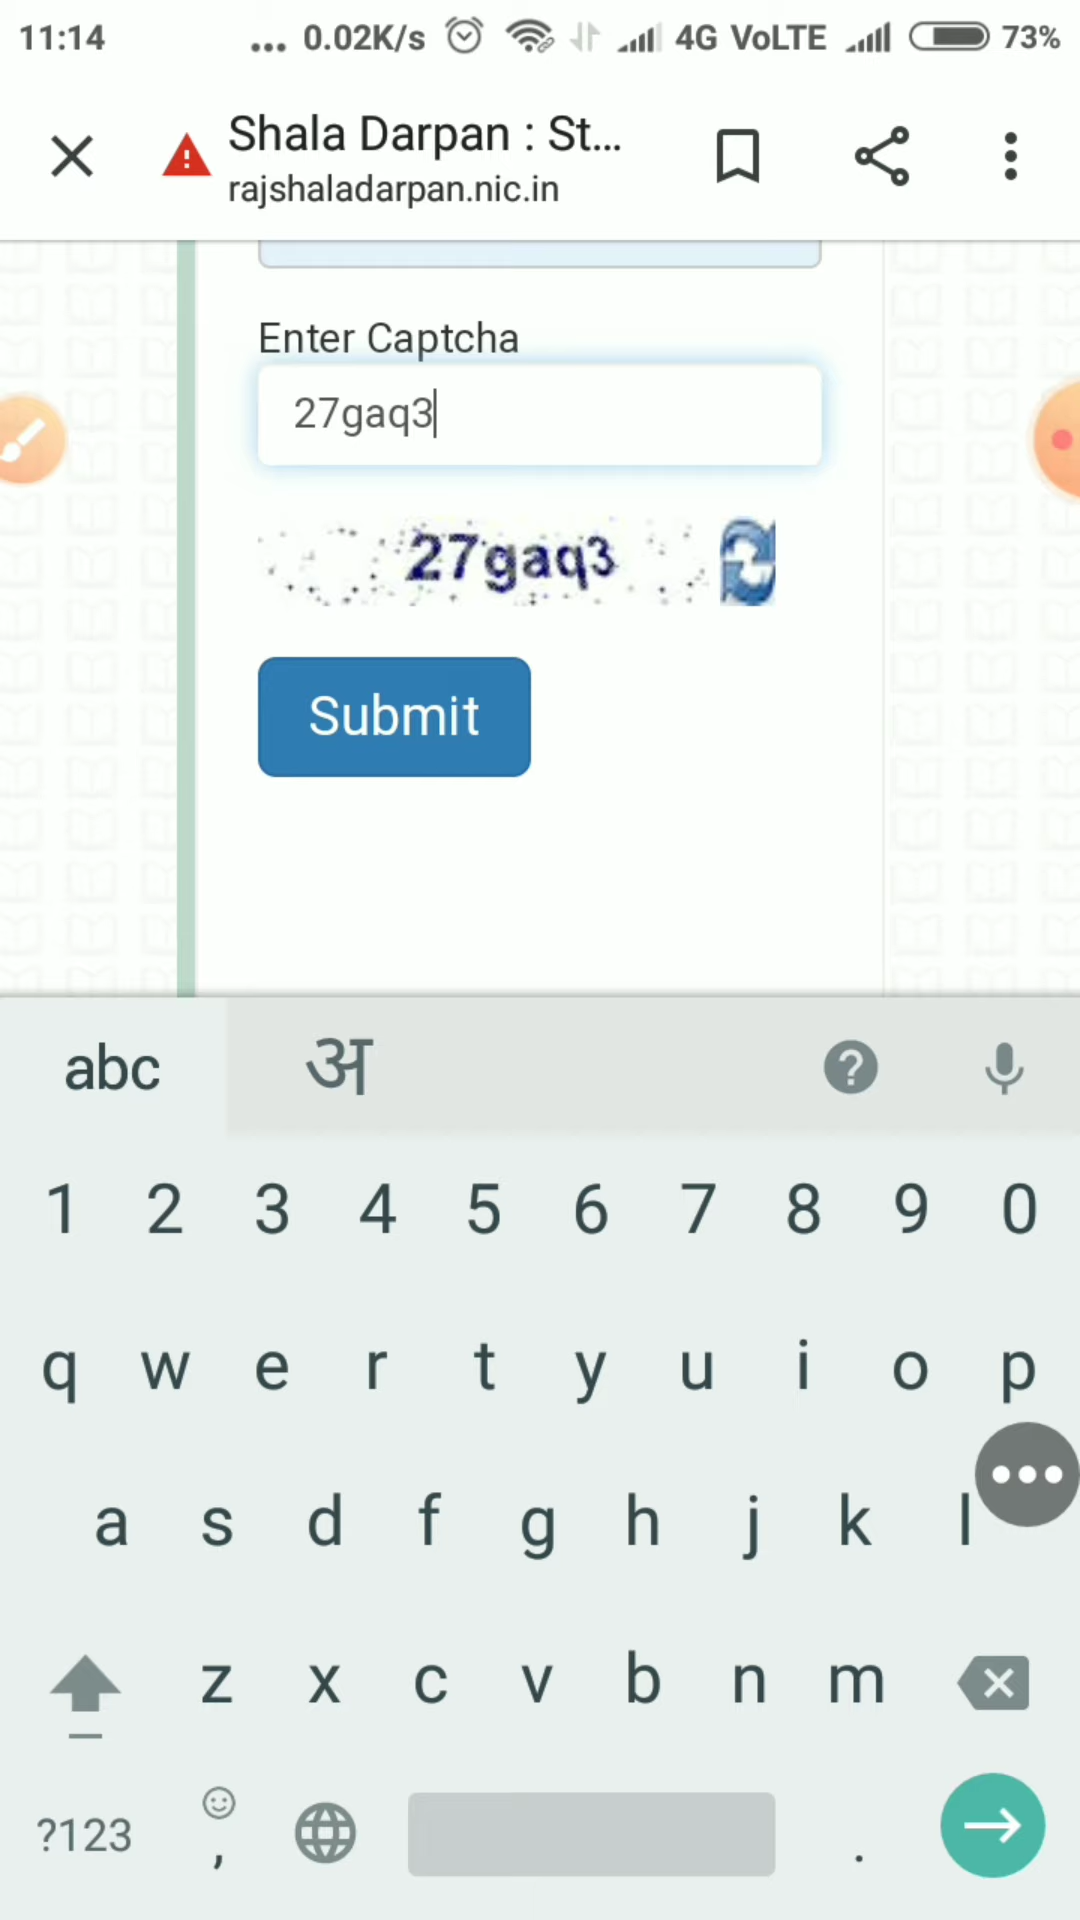 11:14 ... 0.02K/s 4G VoLTE 73%
Shala Darpan : St...
rajshaladarpan.nic.in
Enter Captcha
27gaq3
27gaq3
Submit
abc अ ?
1 2 3 4 5 6 7 8 9 0
q w e r t y u i o p
a s d f g h j k l
z x c v b n m
?123 , .